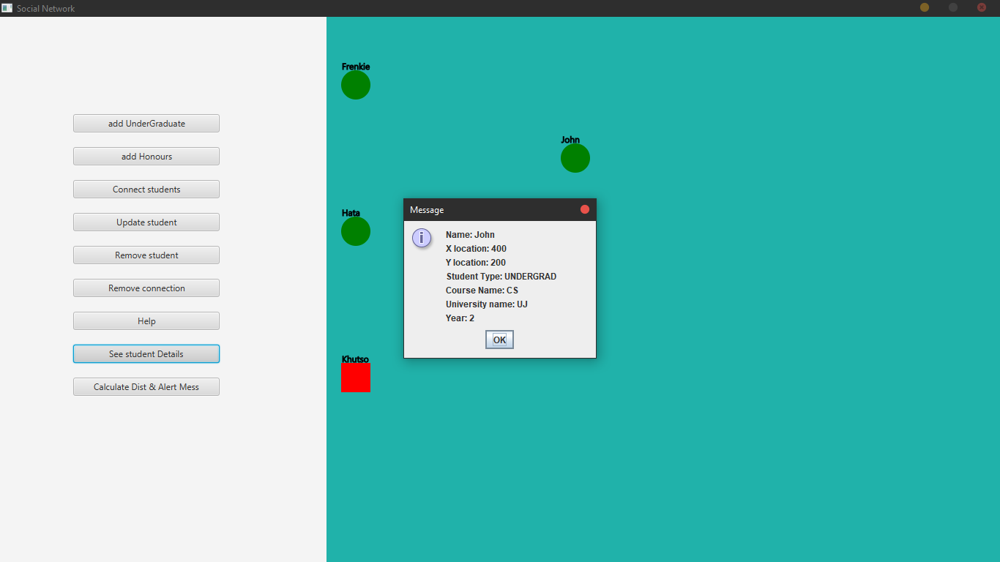 Social Network
add UnderGraduate
add Honours
Connect students
Update student
Remove student
Remove connection
Help
See student Details
Calculate Dist & Alert Mess
Frenkie
John
Hata
Khutso
Message
i
Name: John
X location: 400
Y location: 200
Student Type: UNDERGRAD
Course Name: CS
University name: UJ
Year: 2
OK